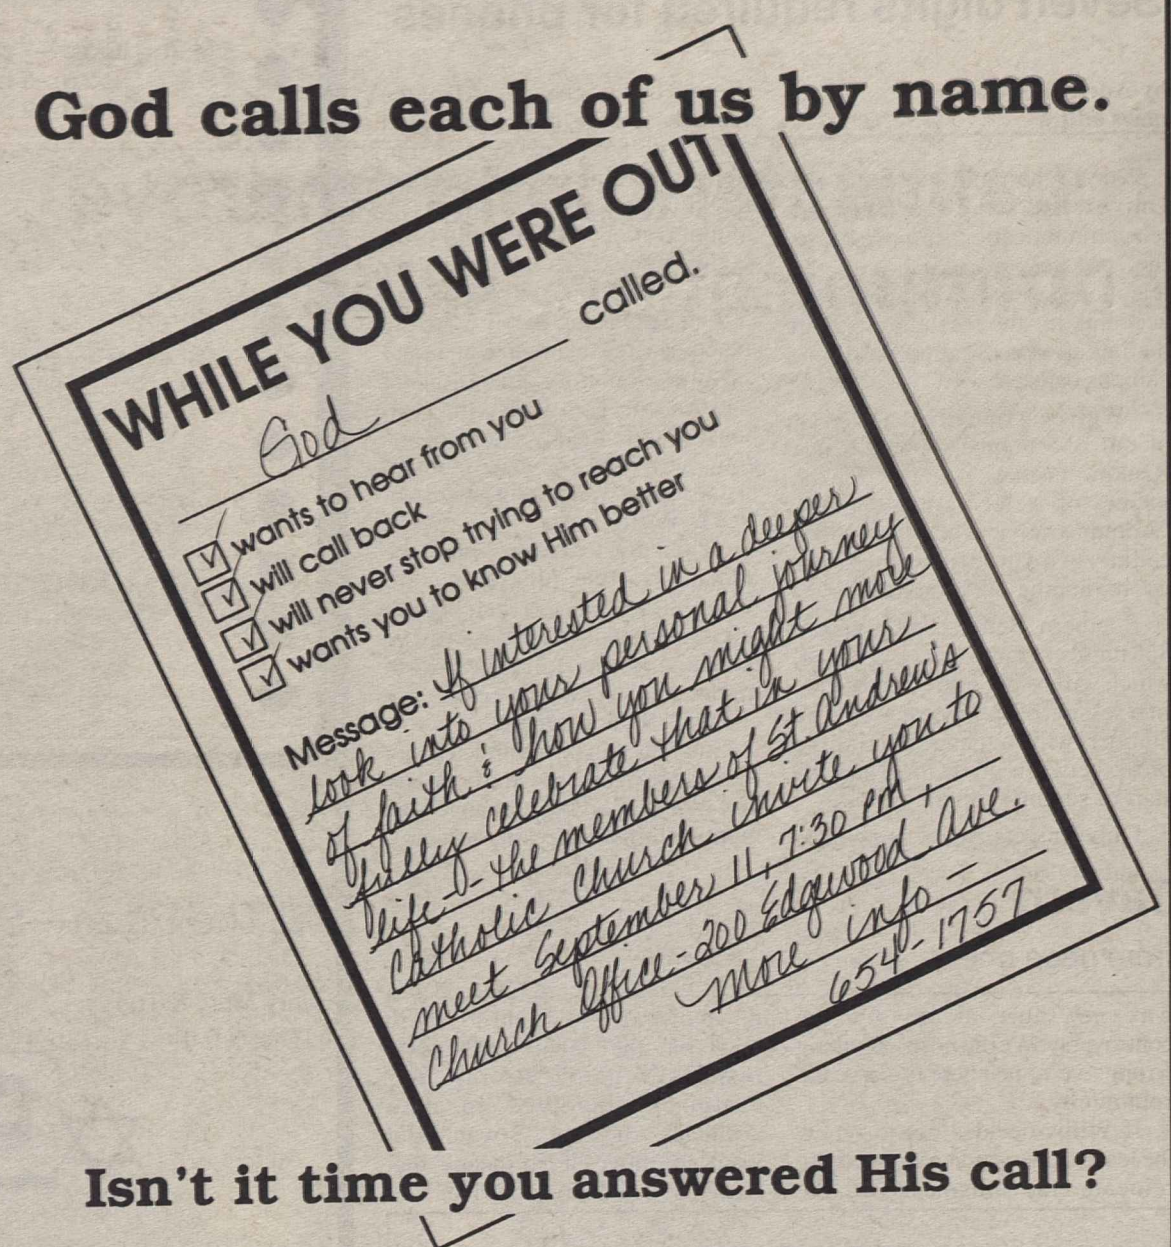 God calls each of us by name.
WHILE YOU WERE OUT
God called.
wants to hear from you
will call back
will never stop trying to reach you
wants you to know Him better
Message: If interested in a deeper
look into your personal journey
of faith & how you might more
fully celebrate that in your
life - the members of St. Andrew's
Catholic Church invite you to
meet September 11, 7:30 pm,
Church Office - 200 Edgewood Ave.
More info -
654-1757
Isn't it time you answered His call?